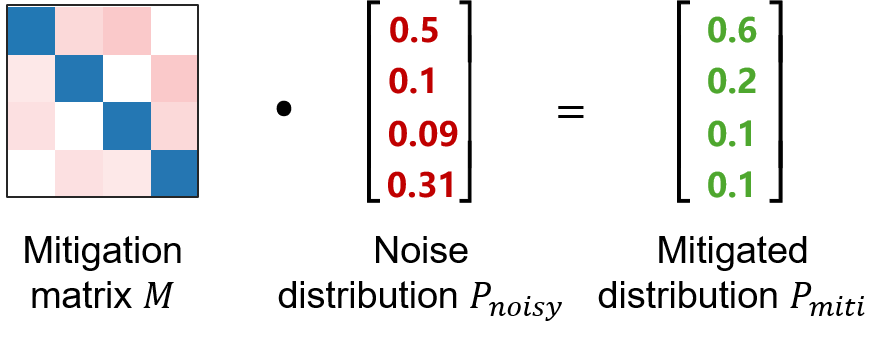 0.5
0.1
0.09
0.31
•
=
0.6
0.2
0.1
0.1
Mitigation
matrix M
Noise
distribution P_noisy
Mitigated
distribution P_miti